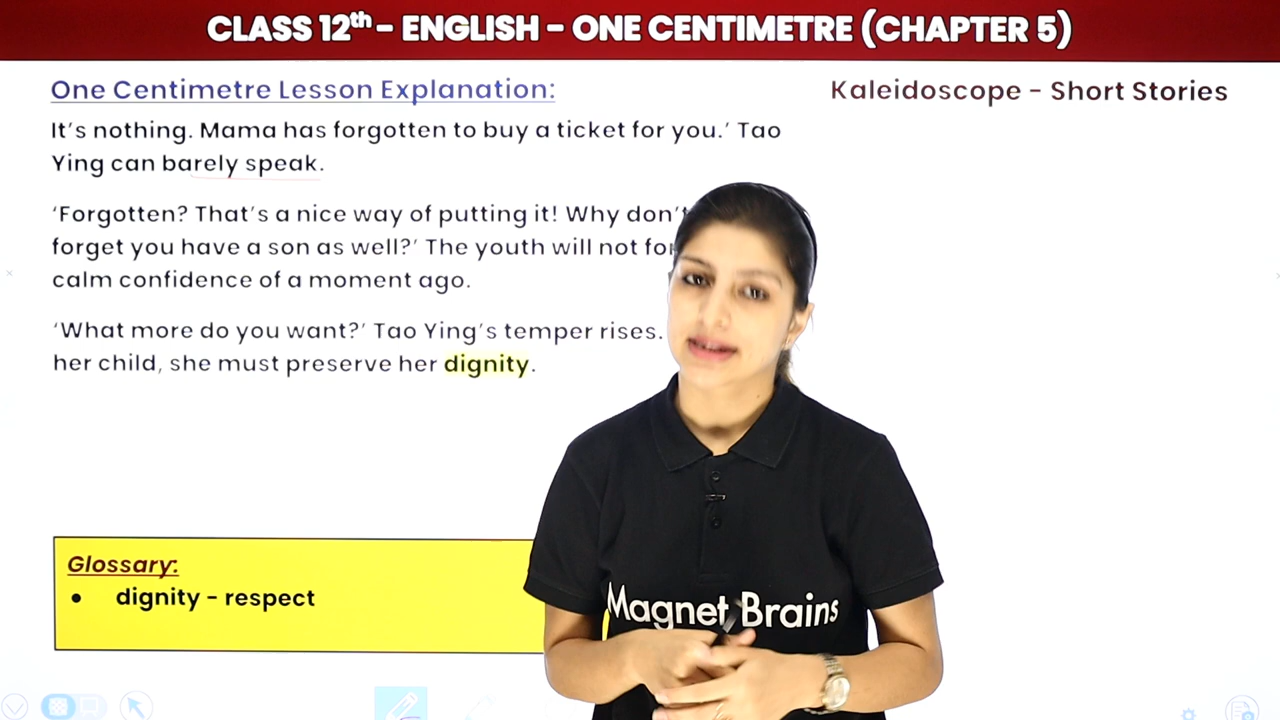 CLASS 12th - ENGLISH - ONE CENTIMETRE (CHAPTER 5)
One Centimetre Lesson Explanation:
Kaleidoscope - Short Stories
It's nothing. Mama has forgotten to buy a ticket for you.' Tao
Ying can barely speak.
'Forgotten? That's a nice way of putting it! Why don't
forget you have a son as well?' The youth will not
calm confidence of a moment ago.
'What more do you want?' Tao Ying's temper rises.
her child, she must preserve her dignity.
Glossary:
• dignity - respect
Magnet Brains